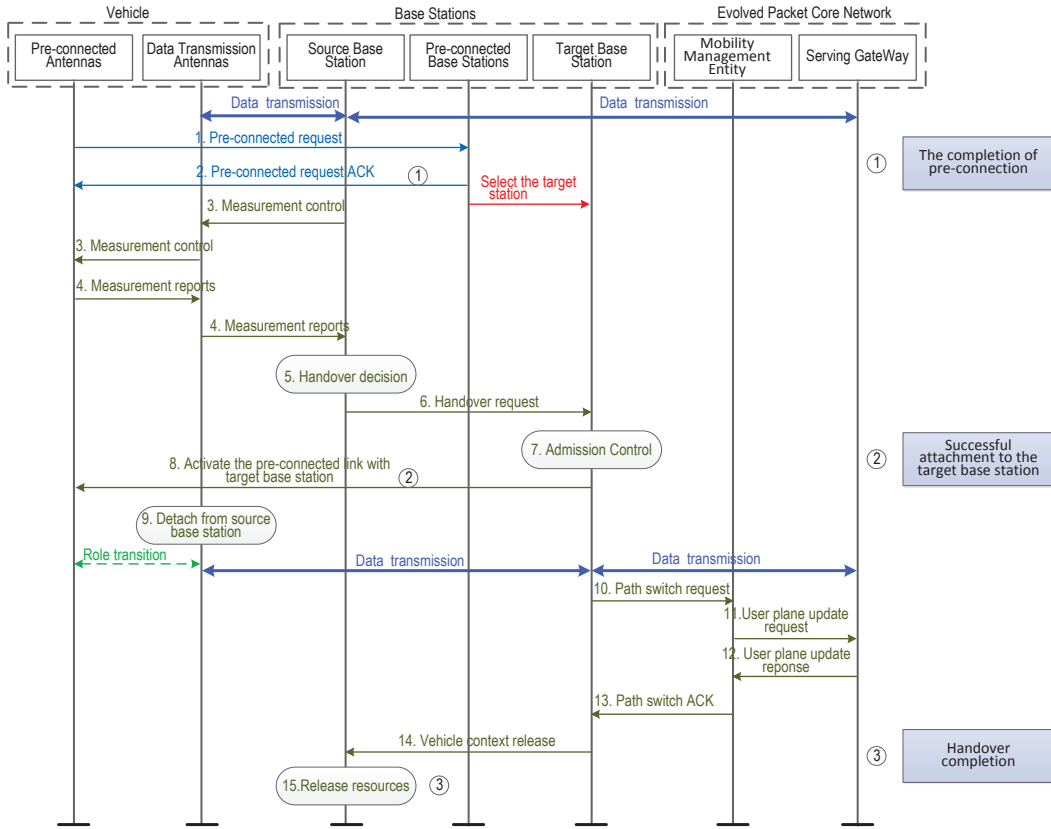 Vehicle
Base Stations
Evolved Packet Core Network
Pre-connected
Antennas
Data Transmission
Antennas
Source Base
Station
Pre-connected
Base Stations
Target Base
Station
Mobility
Management
Entity
Serving GateWay
Data transmission
Data transmission
1. Pre-connected request
2. Pre-connected request ACK
1
Select the target
station
1
The completion of
pre-connection
3. Measurement control
3. Measurement control
4. Measurement reports
4. Measurement reports
5. Handover decision
6. Handover request
7. Admission Control
8. Activate the pre-connected link with
target base station
2
2
Successful
attachment to the
target base station
9. Detach from source
base station
Role transition
Data transmission
Data transmission
10. Path switch request
11.User plane update
request
12. User plane update
reponse
13. Path switch ACK
14. Vehicle context release
15.Release resources
3
3
Handover
completion